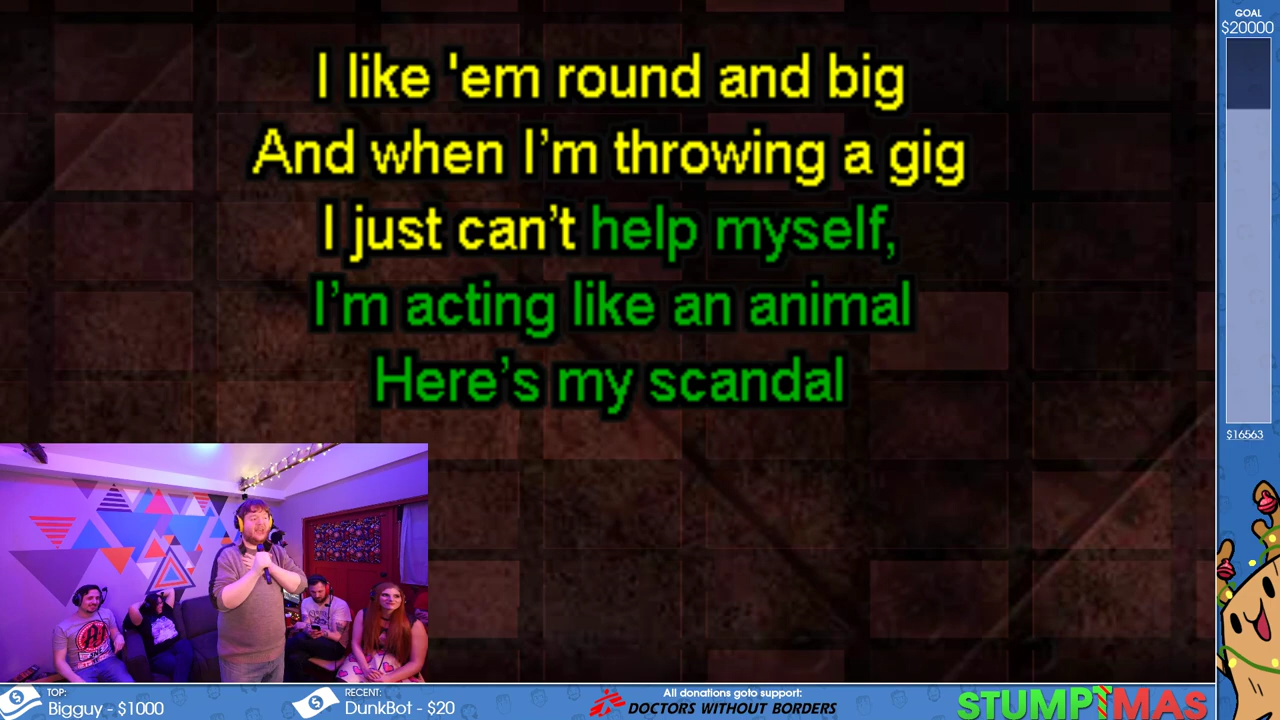 I like 'em round and big
And when I’m throwing a gig
I just can’t help myself,
I’m acting like an animal
Here’s my scandal
GOAL
$20000
$16563
TOP:
Bigguy - $1000
RECENT:
DunkBot - $20
All donations goto support:
DOCTORS WITHOUT BORDERS
STUMPTMAS